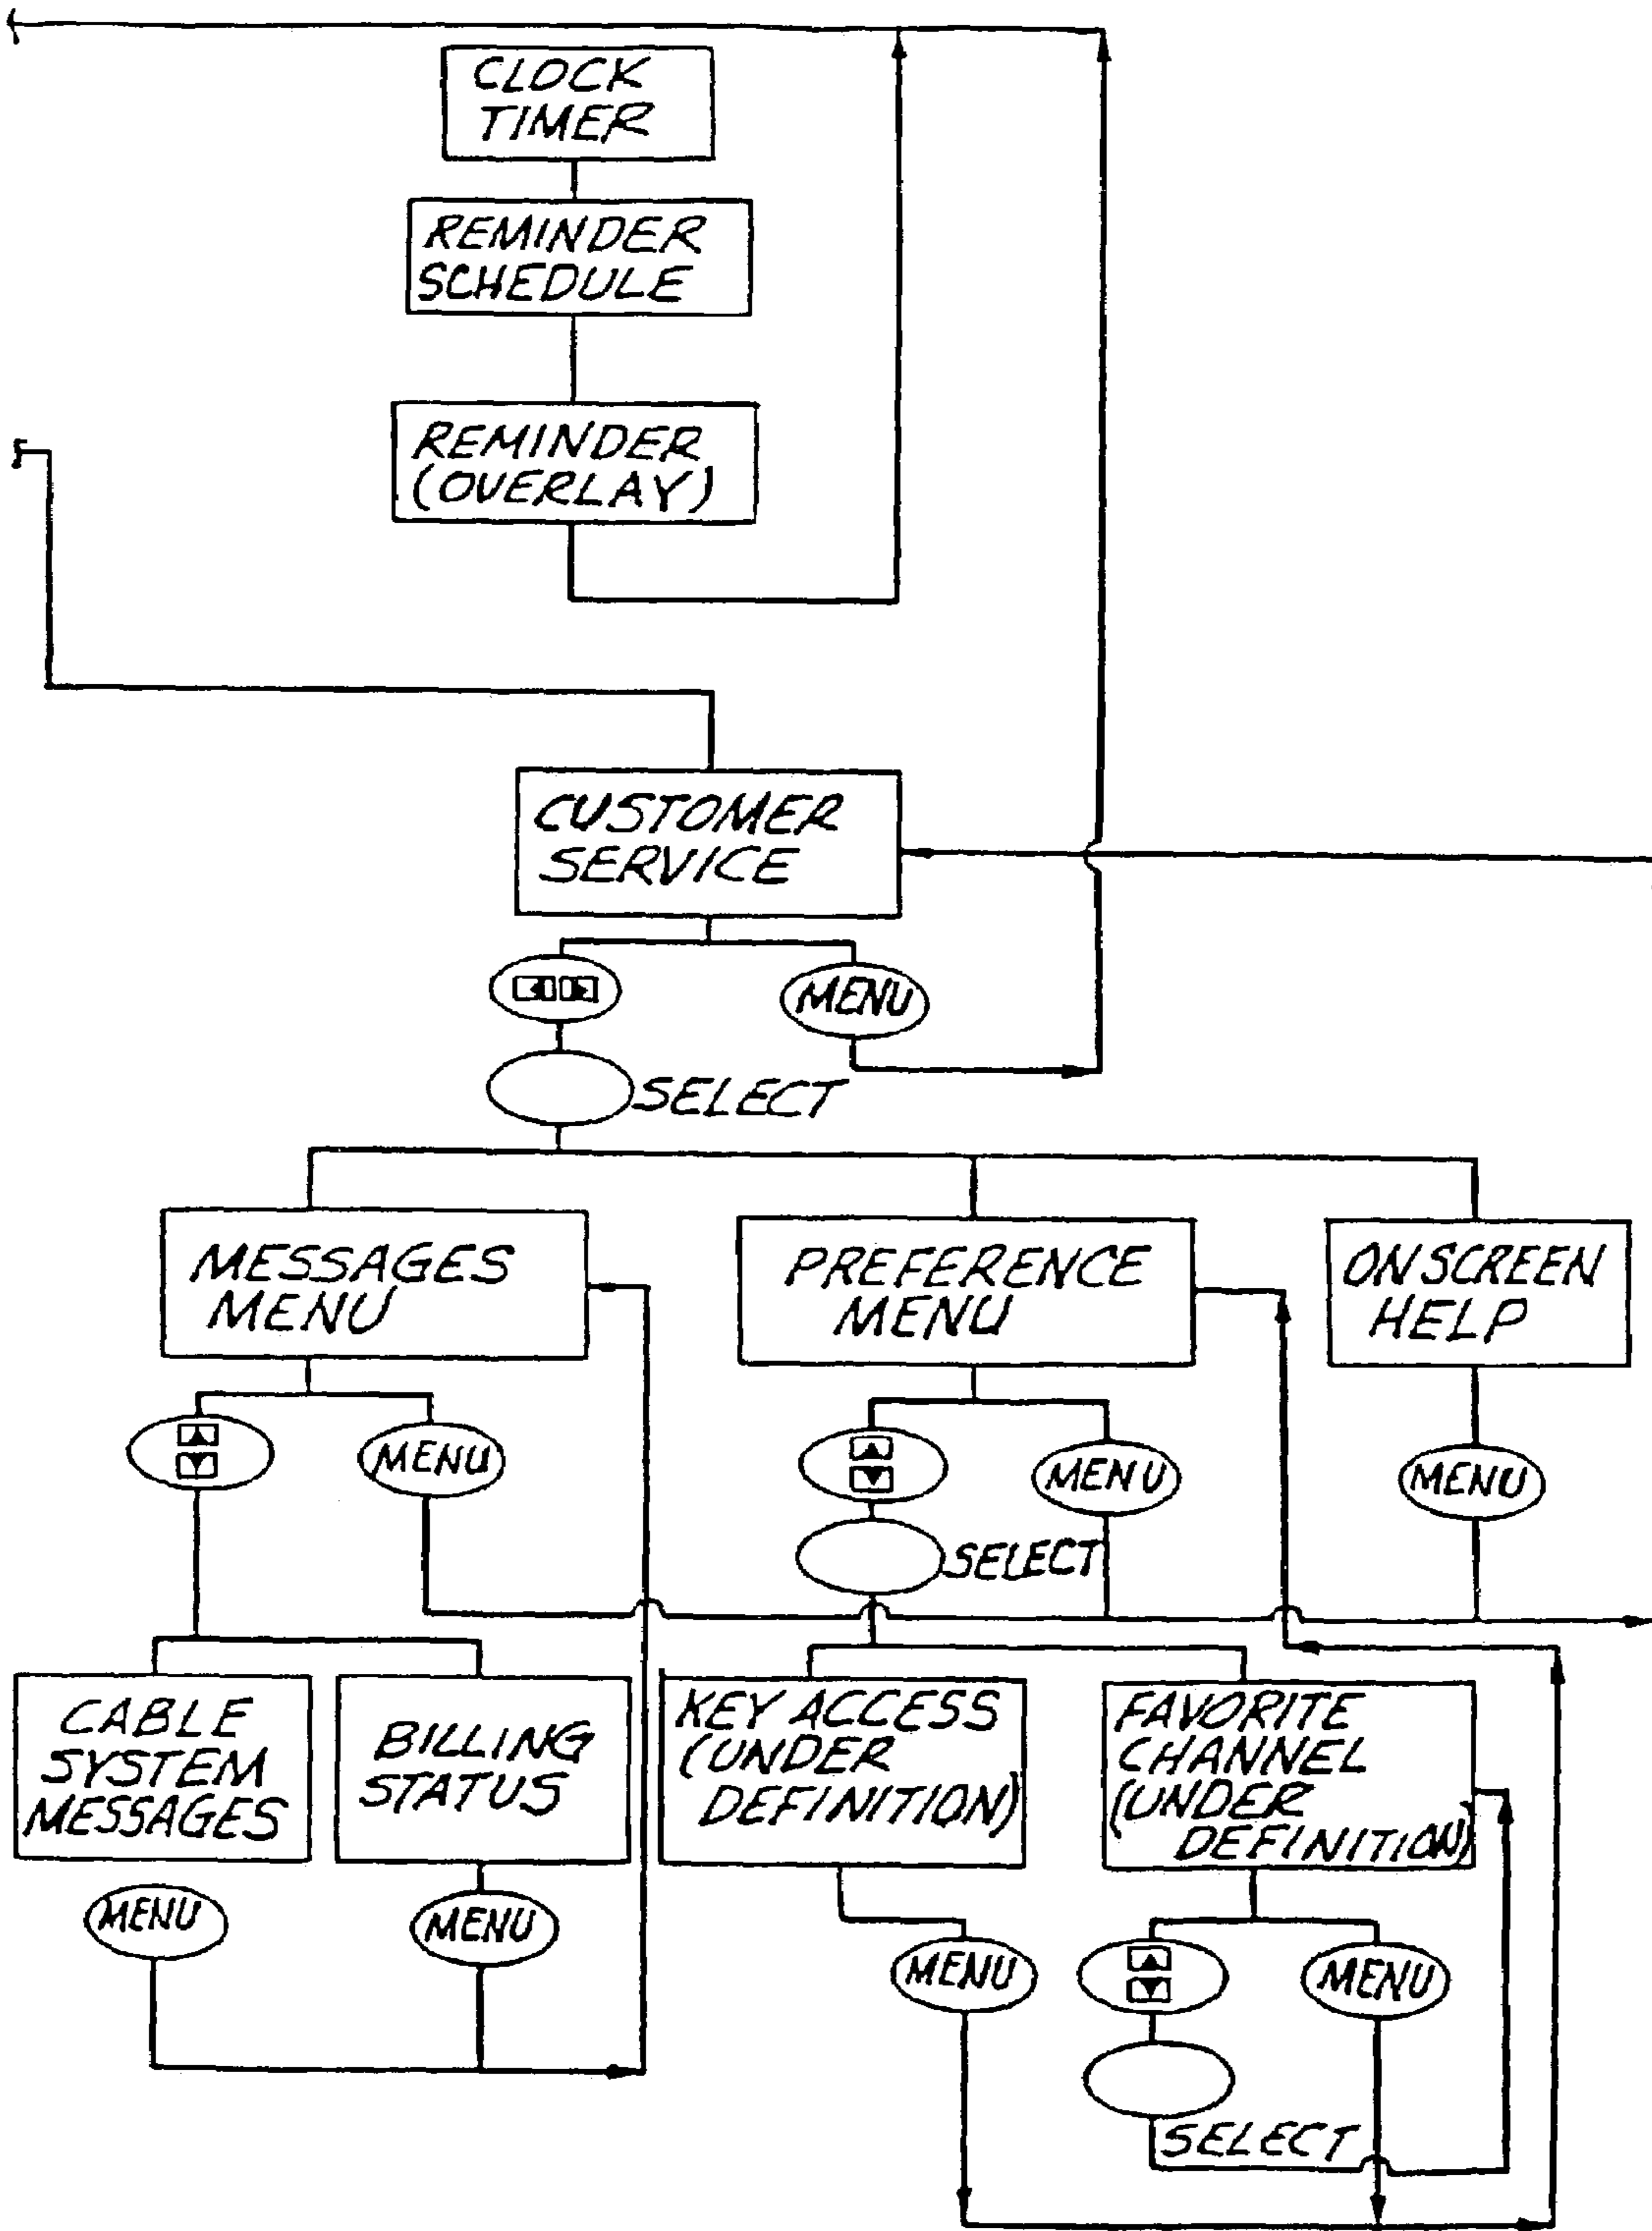 CLOCK
TIMER
REMINDER
SCHEDULE
REMINDER
(OVERLAY)
CUSTOMER
SERVICE
MENU
SELECT
MESSAGES
MENU
PREFERENCE
MENU
ON SCREEN
HELP
MENU
MENU
MENU
SELECT
CABLE
SYSTEM
MESSAGES
BILLING
STATUS
KEY ACCESS
(UNDER
DEFINITION)
FAVORITE
CHANNEL
(UNDER
DEFINITION)
MENU
MENU
MENU
MENU
SELECT